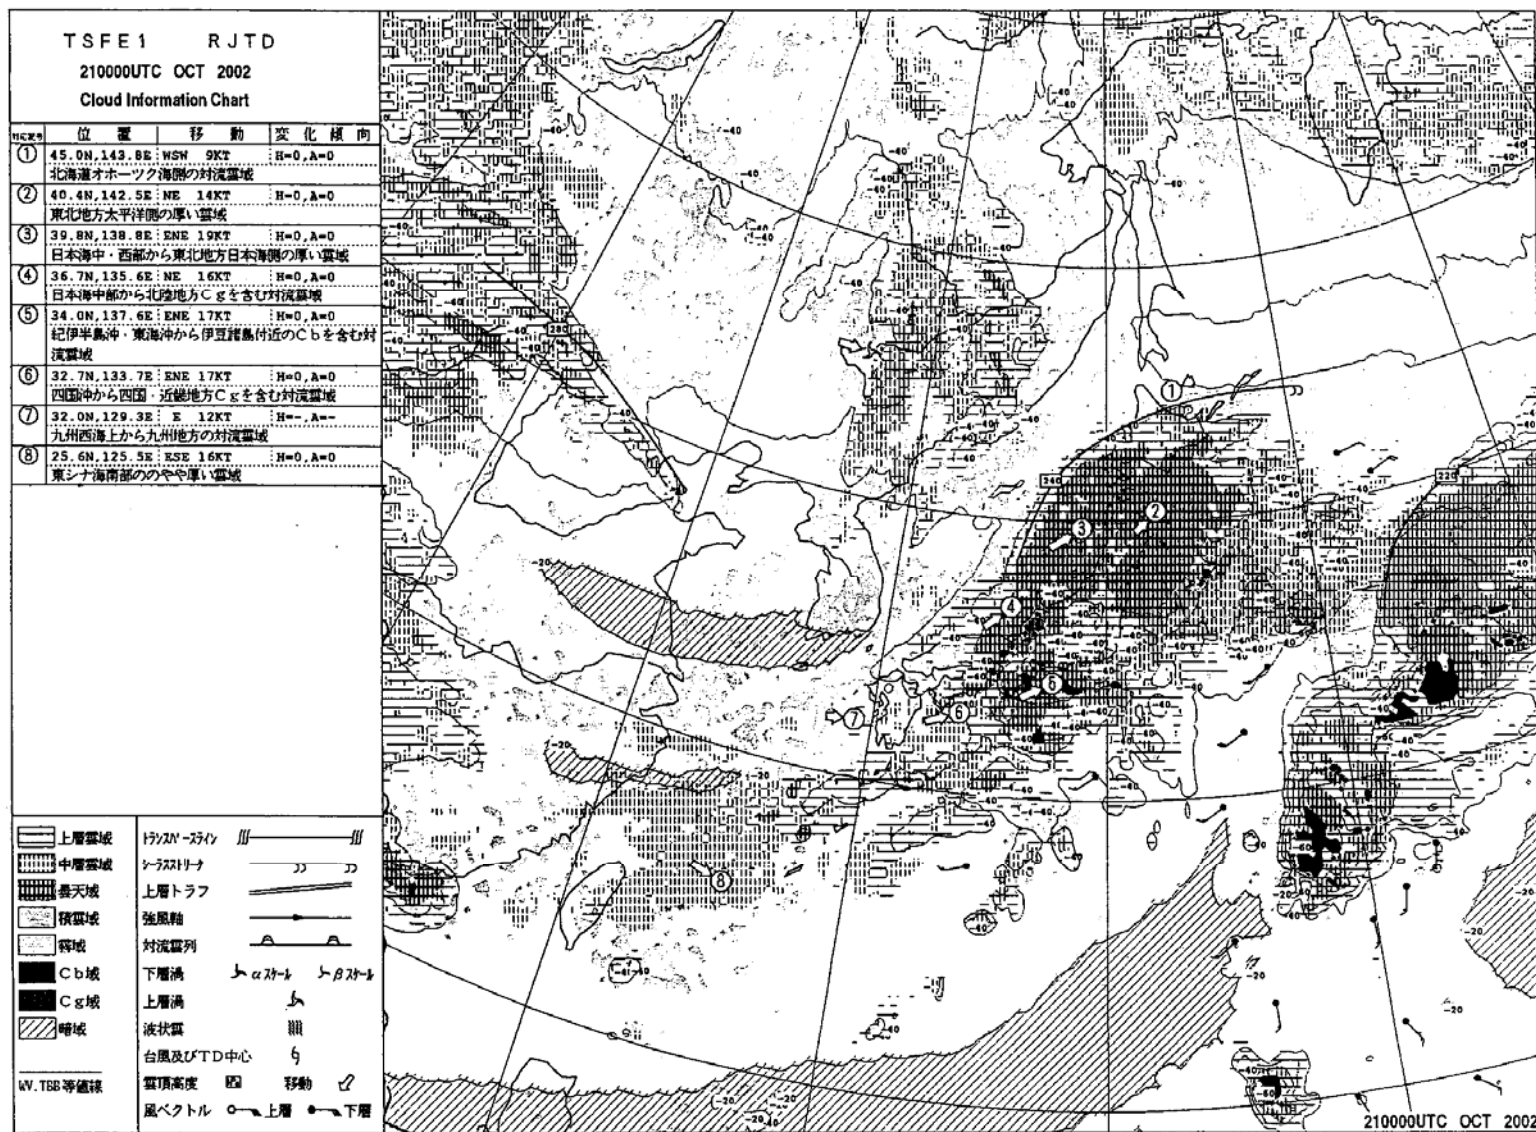 TSFE1 RJTD
210000UTC OCT 2002
Cloud Information Chart
位置 移動 変化傾向
① 45.0N,143.8E WSW 9KT H=0,A=0
北海道オホーツク海側の対流雲域
② 40.4N,142.5E NE 14KT H=0,A=0
東北地方太平洋側の厚い雲域
③ 39.8N,138.8E ENE 19KT H=0,A=0
日本海中・西部から東北地方日本海側の厚い雲域
④ 36.7N,135.6E NE 16KT H=0,A=0
日本海中部から北陸地方Cgを含む対流雲域
⑤ 34.0N,137.6E ENE 17KT H=0,A=0
紀伊半島沖・東海沖から伊豆諸島付近のCbを含む対
流雲域
⑥ 32.7N,133.7E ENE 17KT H=0,A=0
四国沖から四国・近畿地方Cgを含む対流雲域
⑦ 32.0N,129.3E E 12KT H=-,A=-
九州西海上から九州地方の対流雲域
⑧ 25.6N,125.5E ESE 16KT H=0,A=0
東シナ海南部ののやや厚い雲域
280
240
220
①
②
③
④
⑥
⑦ ⑥
⑧
上層雲域 トランスバースライン
中層雲域 シーラスストリーク
曇天域 上層トラフ
積雲域 強風軸
霧域 対流雲列
Cb域 下層渦 αスケール βスケール
Cg域 上層渦
暗域 波状雲
台風及びTD中心
WV.TBB等値線 雲頂高度 移動
風ベクトル 上層 下層
210000UTC OCT 2002